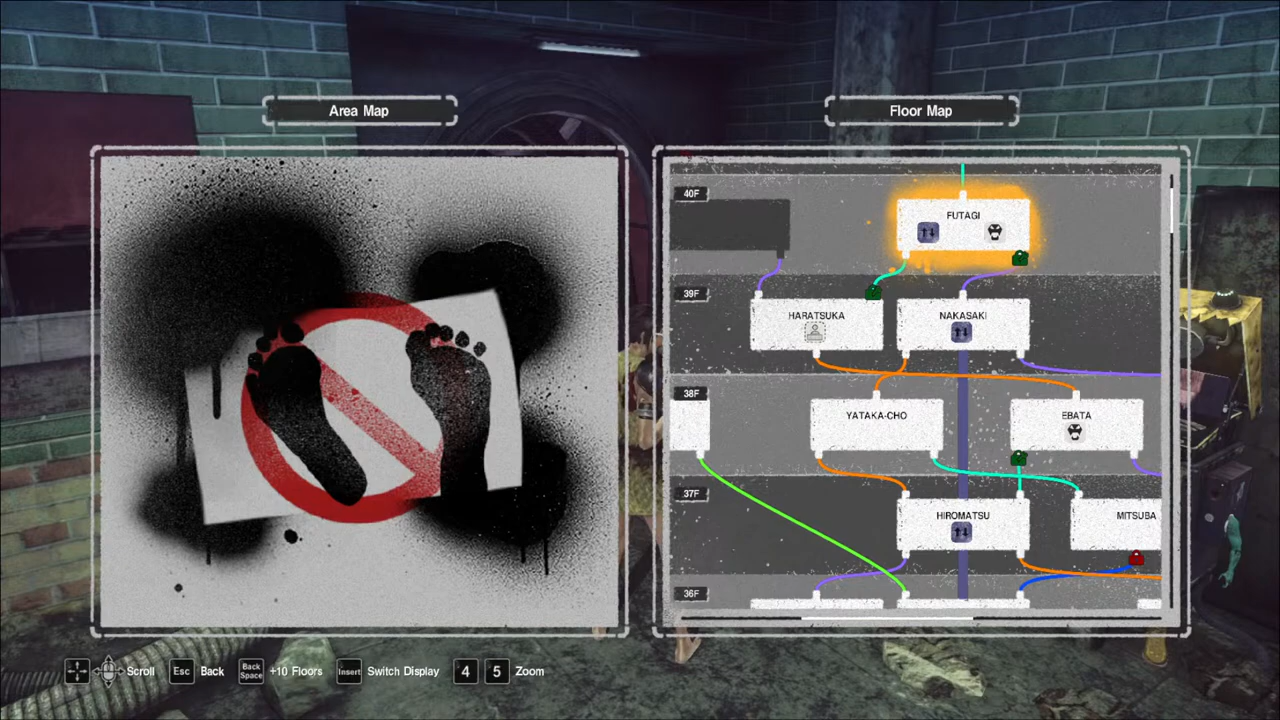 Area Map
Floor Map
40F
FUTAGI
39F
HARATSUKA
NAKASAKI
38F
YATAKA-CHO
EBATA
37F
HIROMATSU
MITSUBA
36F
Scroll
Esc
Back
Back Space
+10 Floors
Insert
Switch Display
4
5
Zoom